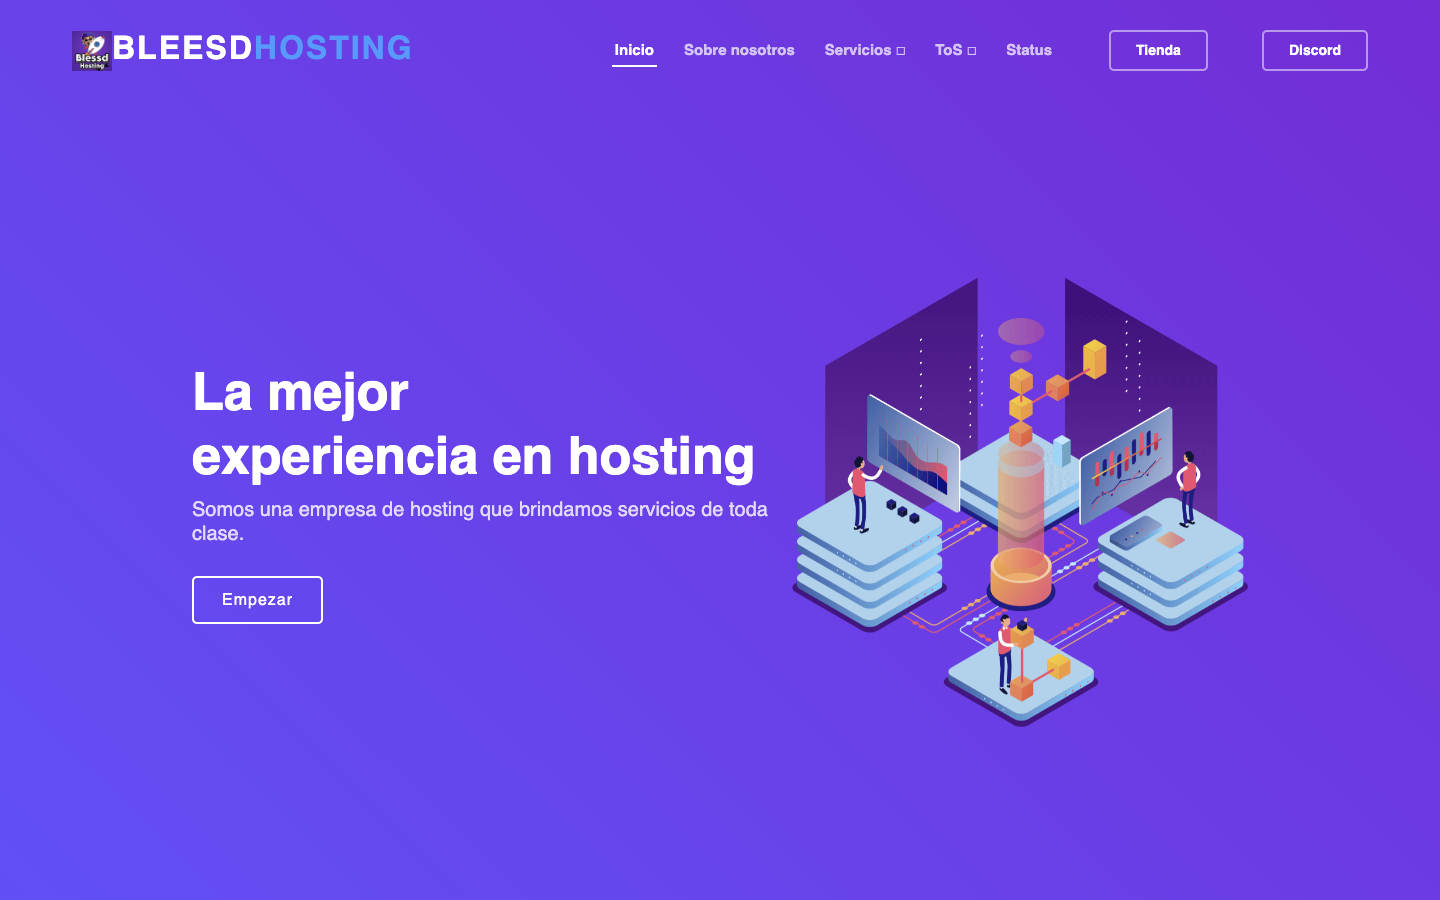 Blessd
Hosting
BLEESDHOSTING
Inicio
Sobre nosotros
Servicios
ToS
Status
Tienda
Discord
La mejor
experiencia en hosting
Somos una empresa de hosting que brindamos servicios de toda
clase.
Empezar